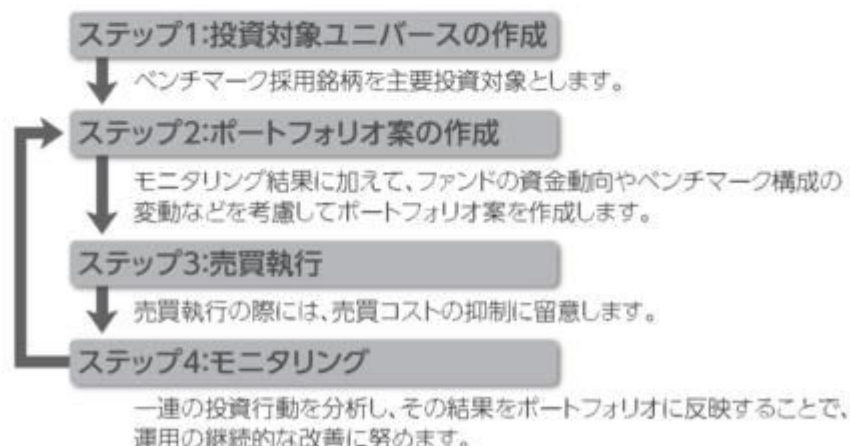 ステップ1:投資対象ユニバースの作成
ベンチマーク採用銘柄を主要投資対象とします。
ステップ2:ポートフォリオ案の作成
モニタリング結果に加えて、ファンドの資金動向やベンチマーク構成の
変動などを考慮してポートフォリオ案を作成します。
ステップ3:売買執行
売買執行の際には、売買コストの抑制に留意します。
ステップ4:モニタリング
一連の投資行動を分析し、その結果をポートフォリオに反映することで、
運用の継続的な改善に努めます。